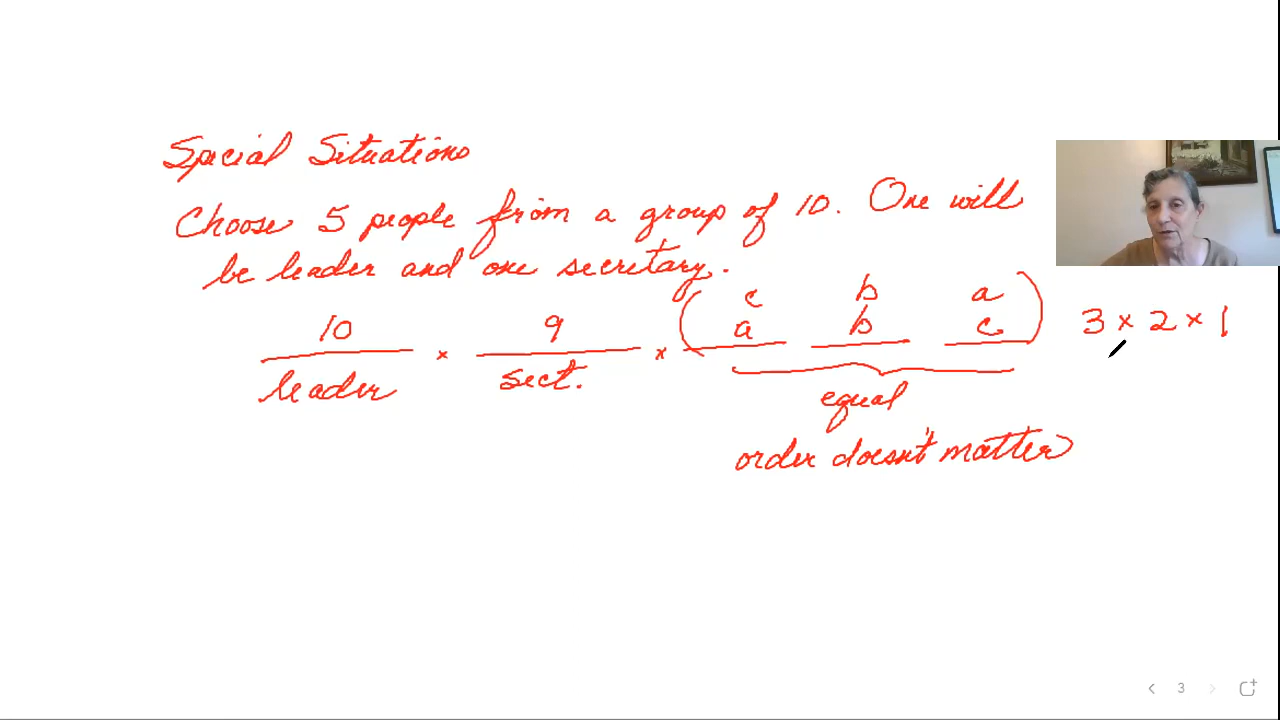 Special Situations
Choose 5 people from a group of 10. One will
be leader and one secretary.
c b a
10 × 9 × ( a b c ) 3 × 2 × 1
leader sect.
equal
order doesn't matter
3